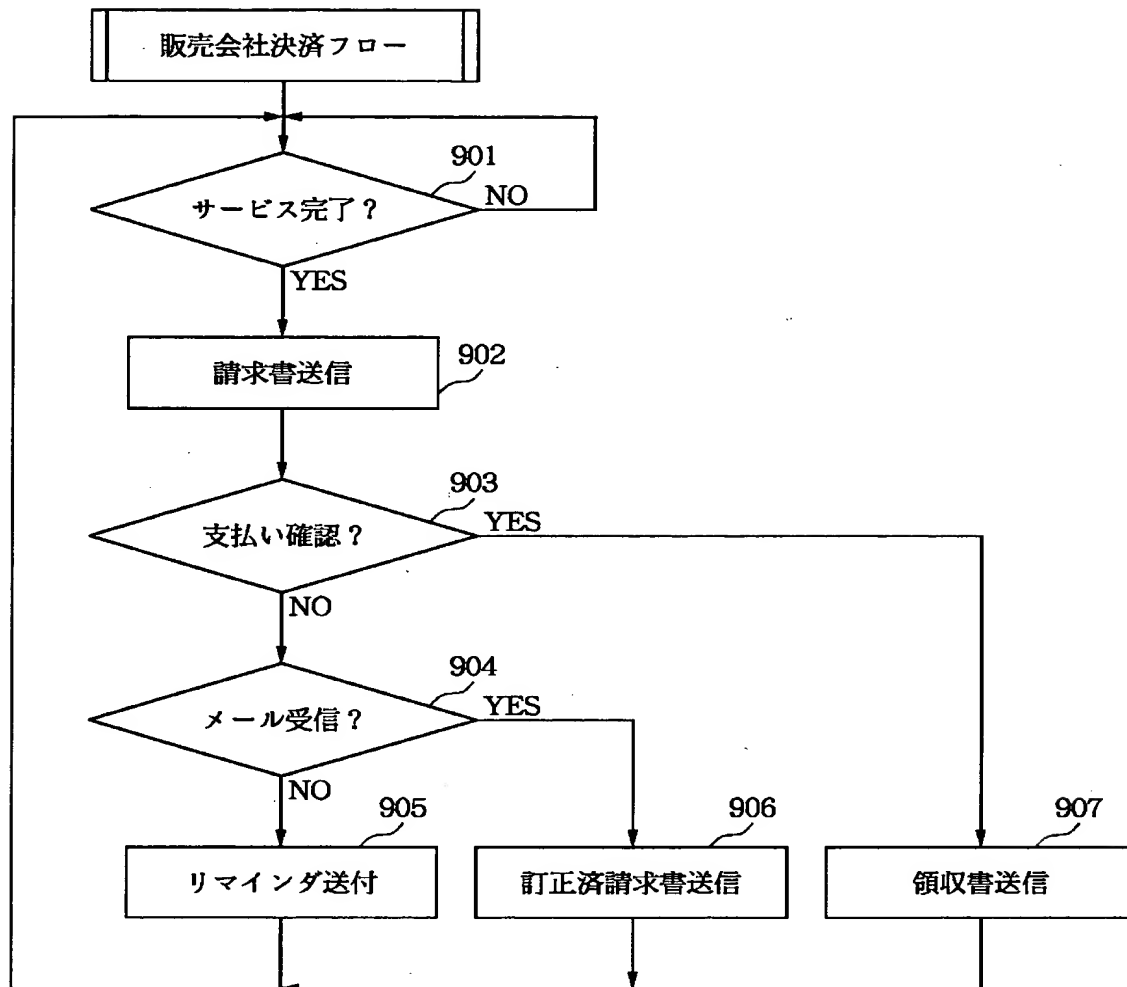 販売会社決済フロー
901
サービス完了?
NO
YES
902
請求書送信
903
支払い確認?
YES
NO
904
メール受信?
YES
NO
905
リマインダ送付
906
訂正済請求書送信
907
領収書送信